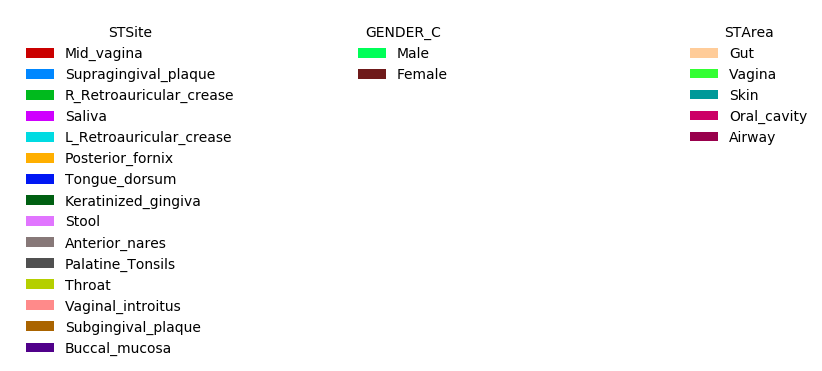 STSite
Mid_vagina
Supragingival_plaque
R_Retroauricular_crease
Saliva
L_Retroauricular_crease
Posterior_fornix
Tongue_dorsum
Keratinized_gingiva
Stool
Anterior_nares
Palatine_Tonsils
Throat
Vaginal_introitus
Subgingival_plaque
Buccal_mucosa
GENDER_C
Male
Female
STArea
Gut
Vagina
Skin
Oral_cavity
Airway